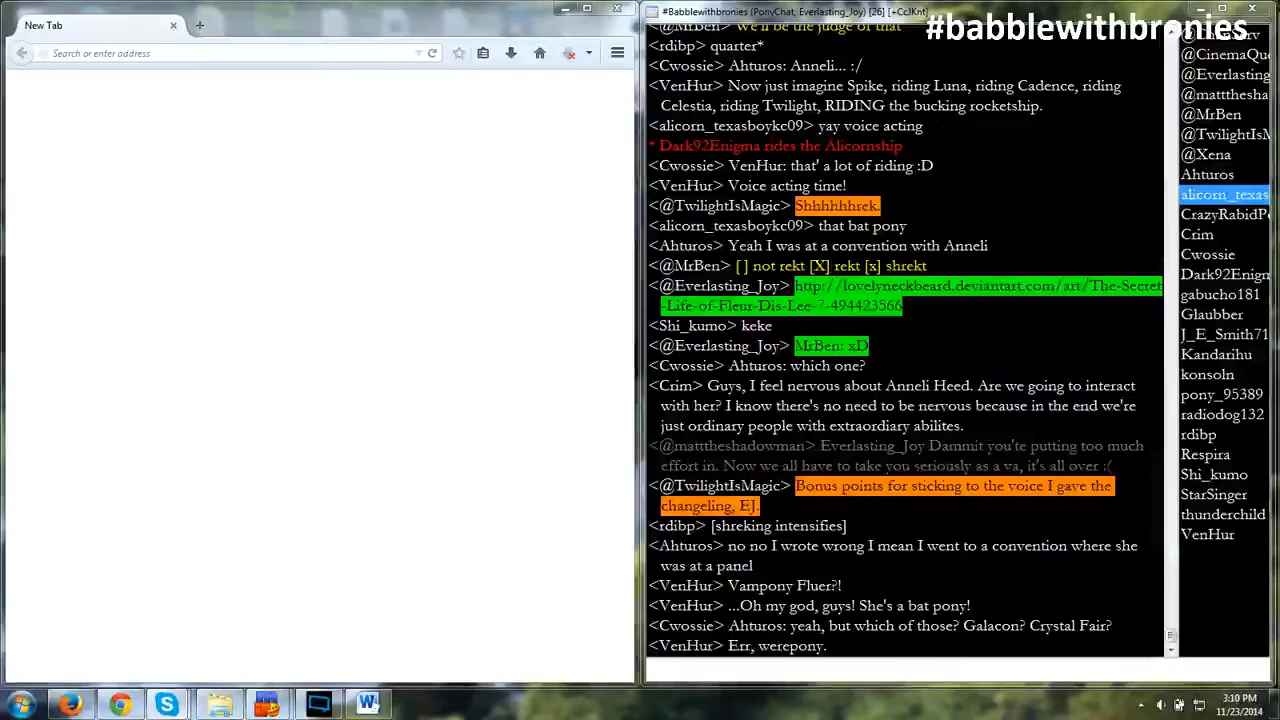 New Tab
Search or enter address
#Babblewithbronies (PonyChat, Everlasting_Joy) [26] [+CcJKnt]
#babblewithbronies
<@MrBen> We'll be the judge of that
<rdibp> quarter*
<Cwossie> Ahturos: Anneli... :/
<VenHur> Now just imagine Spike, riding Luna, riding Cadence, riding
Celestia, riding Twilight, RIDING the bucking rocketship.
<alicorn_texasboykc09> yay voice acting
* Dark92Enigma rides the Alicornship
<Cwossie> VenHur: that' a lot of riding :D
<VenHur> Voice acting time!
<@TwilightIsMagic> Shhhhhhrek.
<alicorn_texasboykc09> that bat pony
<Ahturos> Yeah I was at a convention with Anneli
<@MrBen> [ ] not rekt [X] rekt [x] shrekt
<@Everlasting_Joy> http://lovelyneckbeard.deviantart.com/art/The-Secret
-Life-of-Fleur-Dis-Lee-7-494423566
<Shi_kumo> keke
<@Everlasting_Joy> MrBen: xD
<Cwossie> Ahturos: which one?
<Crim> Guys, I feel nervous about Anneli Heed. Are we going to interact
with her? I know there's no need to be nervous because in the end we're
just ordinary people with extraordiary abilites.
<@matttheshadowman> Everlasting_Joy Dammit you're putting too much
effort in. Now we all have to take you seriously as a va, it's all over :(
<@TwilightIsMagic> Bonus points for sticking to the voice I gave the
changeling, EJ.
<rdibp> [shreking intensifies]
<Ahturos> no no I wrote wrong I mean I went to a convention where she
was at a panel
<VenHur> Vampony Fluer?!
<VenHur> ...Oh my god, guys! She's a bat pony!
<Cwossie> Ahturos: yeah, but which of those? Galacon? Crystal Fair?
<VenHur> Err, werepony.
@CinemaQu
@Everlasting
@mattthesha
@MrBen
@TwilightIsM
@Xena
Ahturos
alicorn_texas
CrazyRabidP
Crim
Cwossie
Dark92Enigm
gabucho181
Glaubber
J_E_Smith71
Kandarihu
konsoln
pony_95389
radiodog132
rdibp
Respira
Shi_kumo
StarSinger
thunderchild
VenHur
3:10 PM
11/23/2014